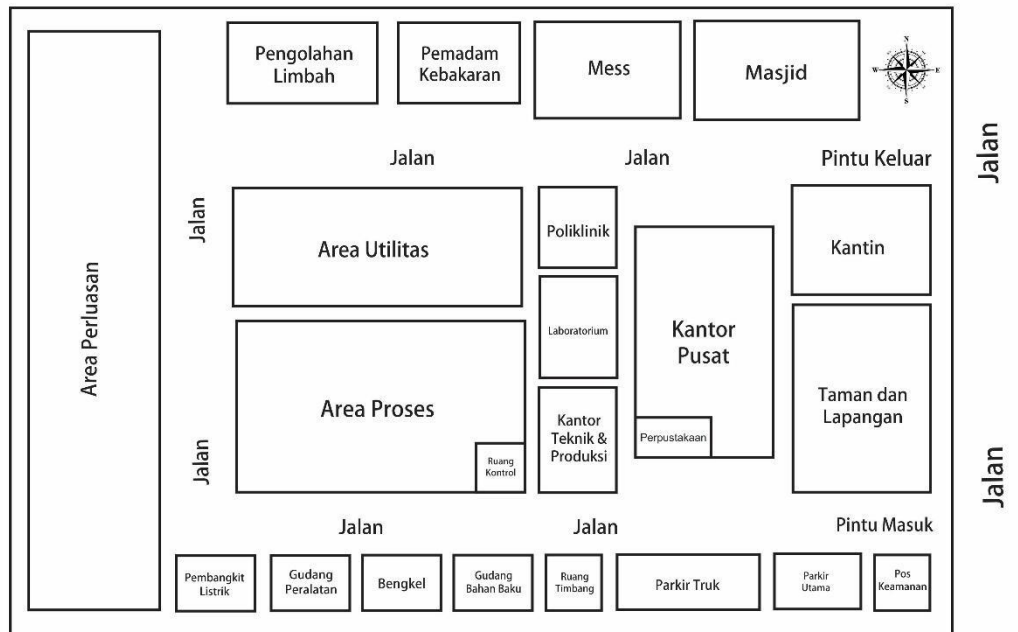 Pengolahan
Limbah
Pemadam
Kebakaran
Mess
Masjid
N
W
E
S
Jalan
Jalan
Pintu Keluar
Jalan
Jalan
Area Perluasan
Area Utilitas
Poliklinik
Kantin
Laboratorium
Kantor
Pusat
Area Proses
Taman dan
Lapangan
Kantor
Teknik &
Produksi
Perpustakaan
Ruang
Kontrol
Jalan
Jalan
Jalan
Jalan
Pintu Masuk
Pembangkit
Listrik
Gudang
Peralatan
Bengkel
Gudang
Bahan Baku
Ruang
Timbang
Parkir Truk
Parkir
Utama
Pos
Keamanan